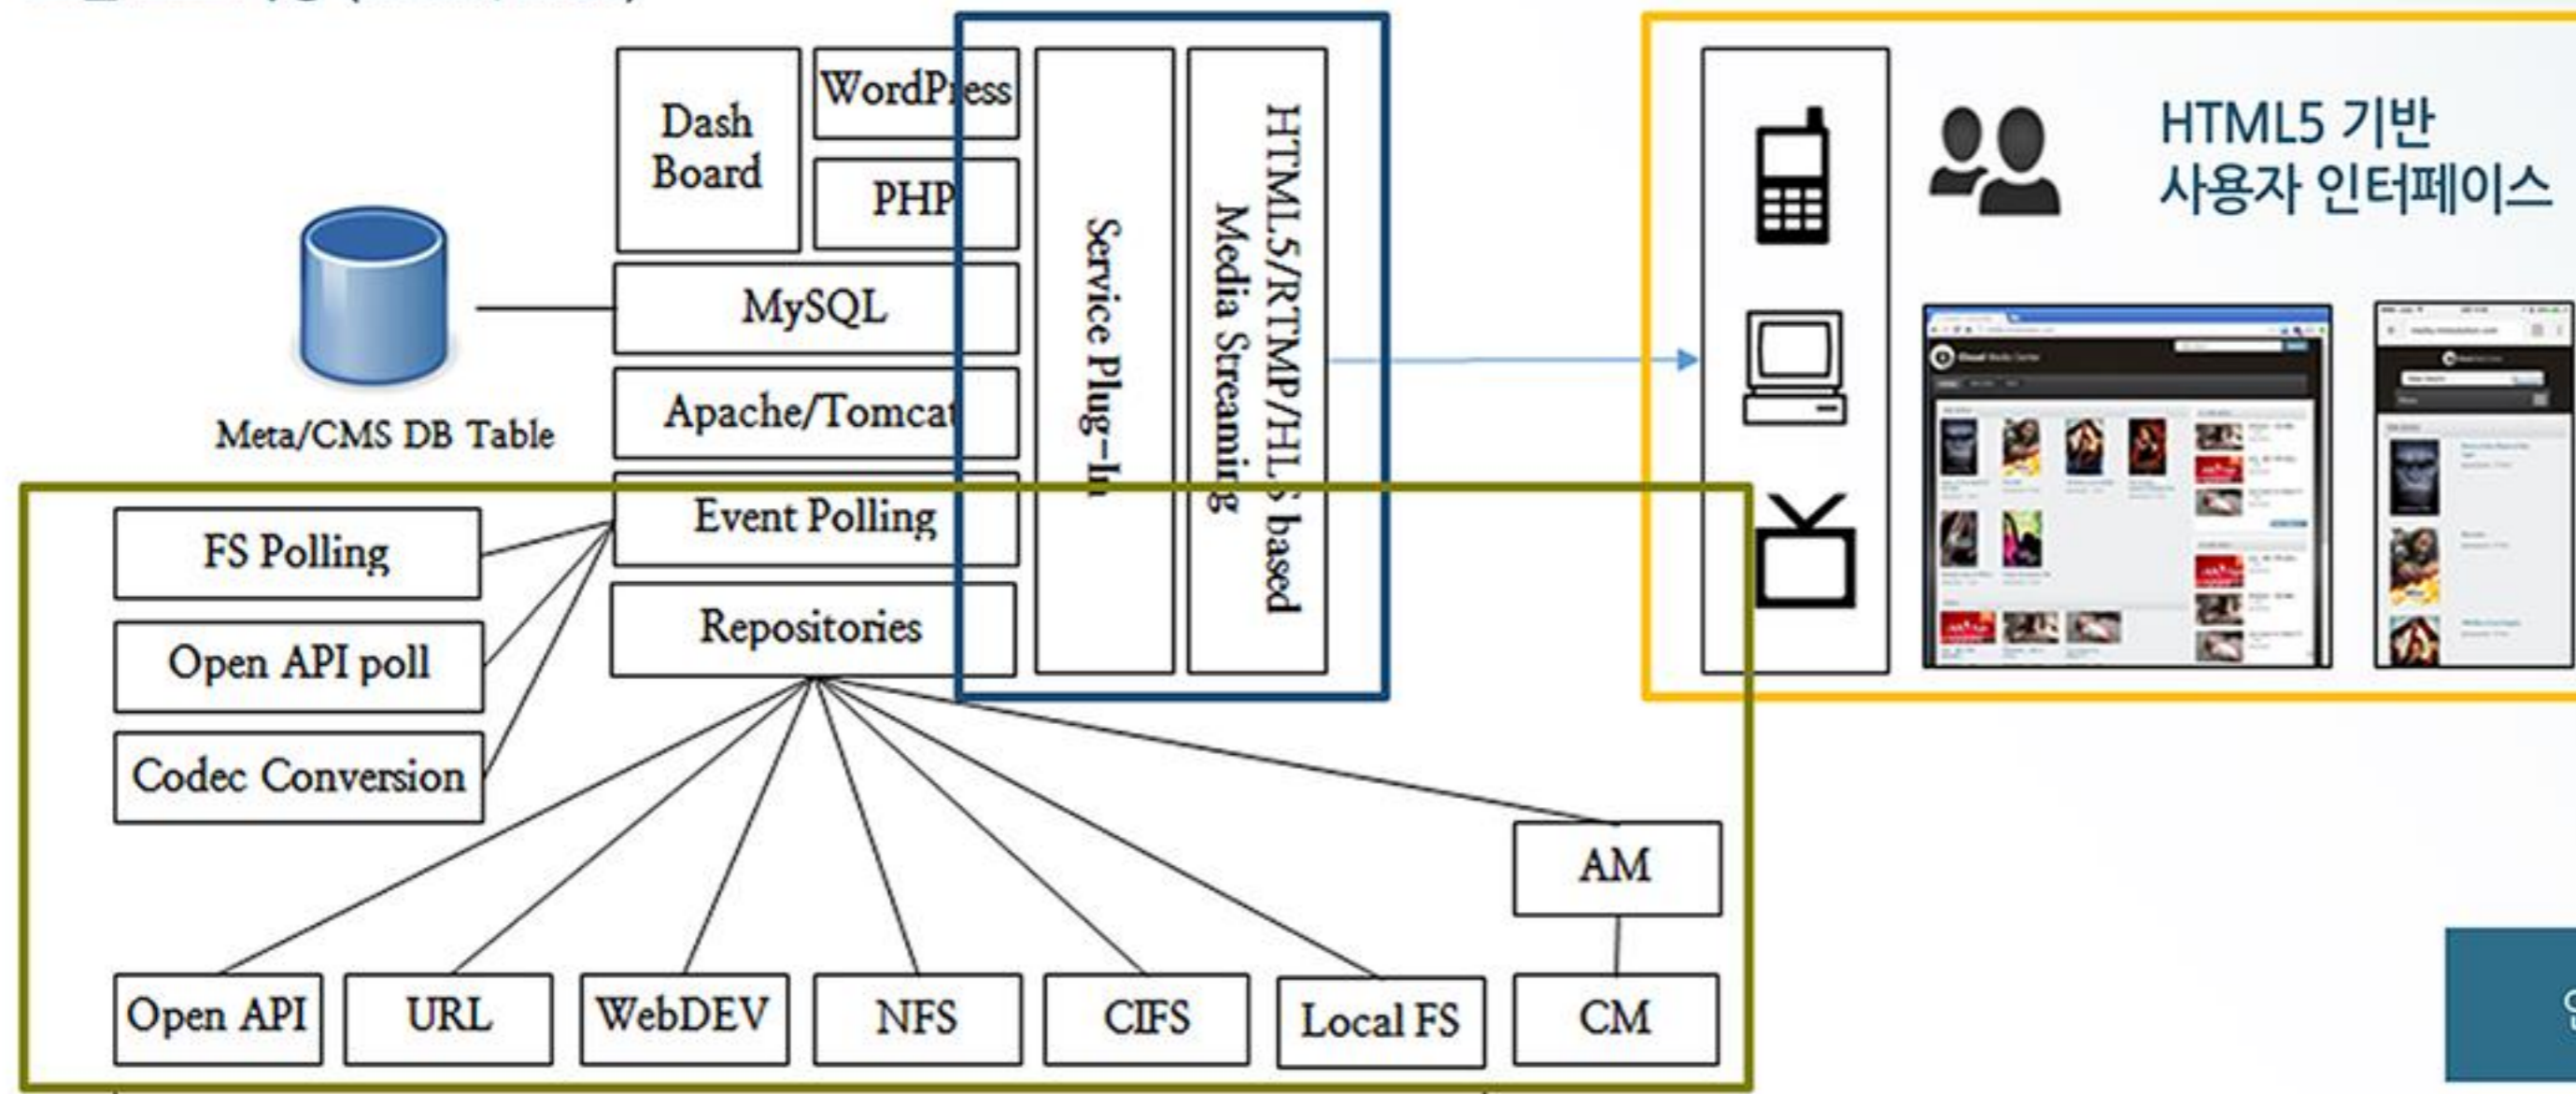 Dash
Board
WordPress
PHP
MySQL
Apache/Tomcat
Event Polling
Repositories
Service Plug-In
HTML5/RTMP/HLS based
Media Streaming
Meta/CMS DB Table
FS Polling
Open API poll
Codec Conversion
Open API
URL
WebDEV
NFS
CIFS
Local FS
AM
CM
HTML5 기반
사용자 인터페이스